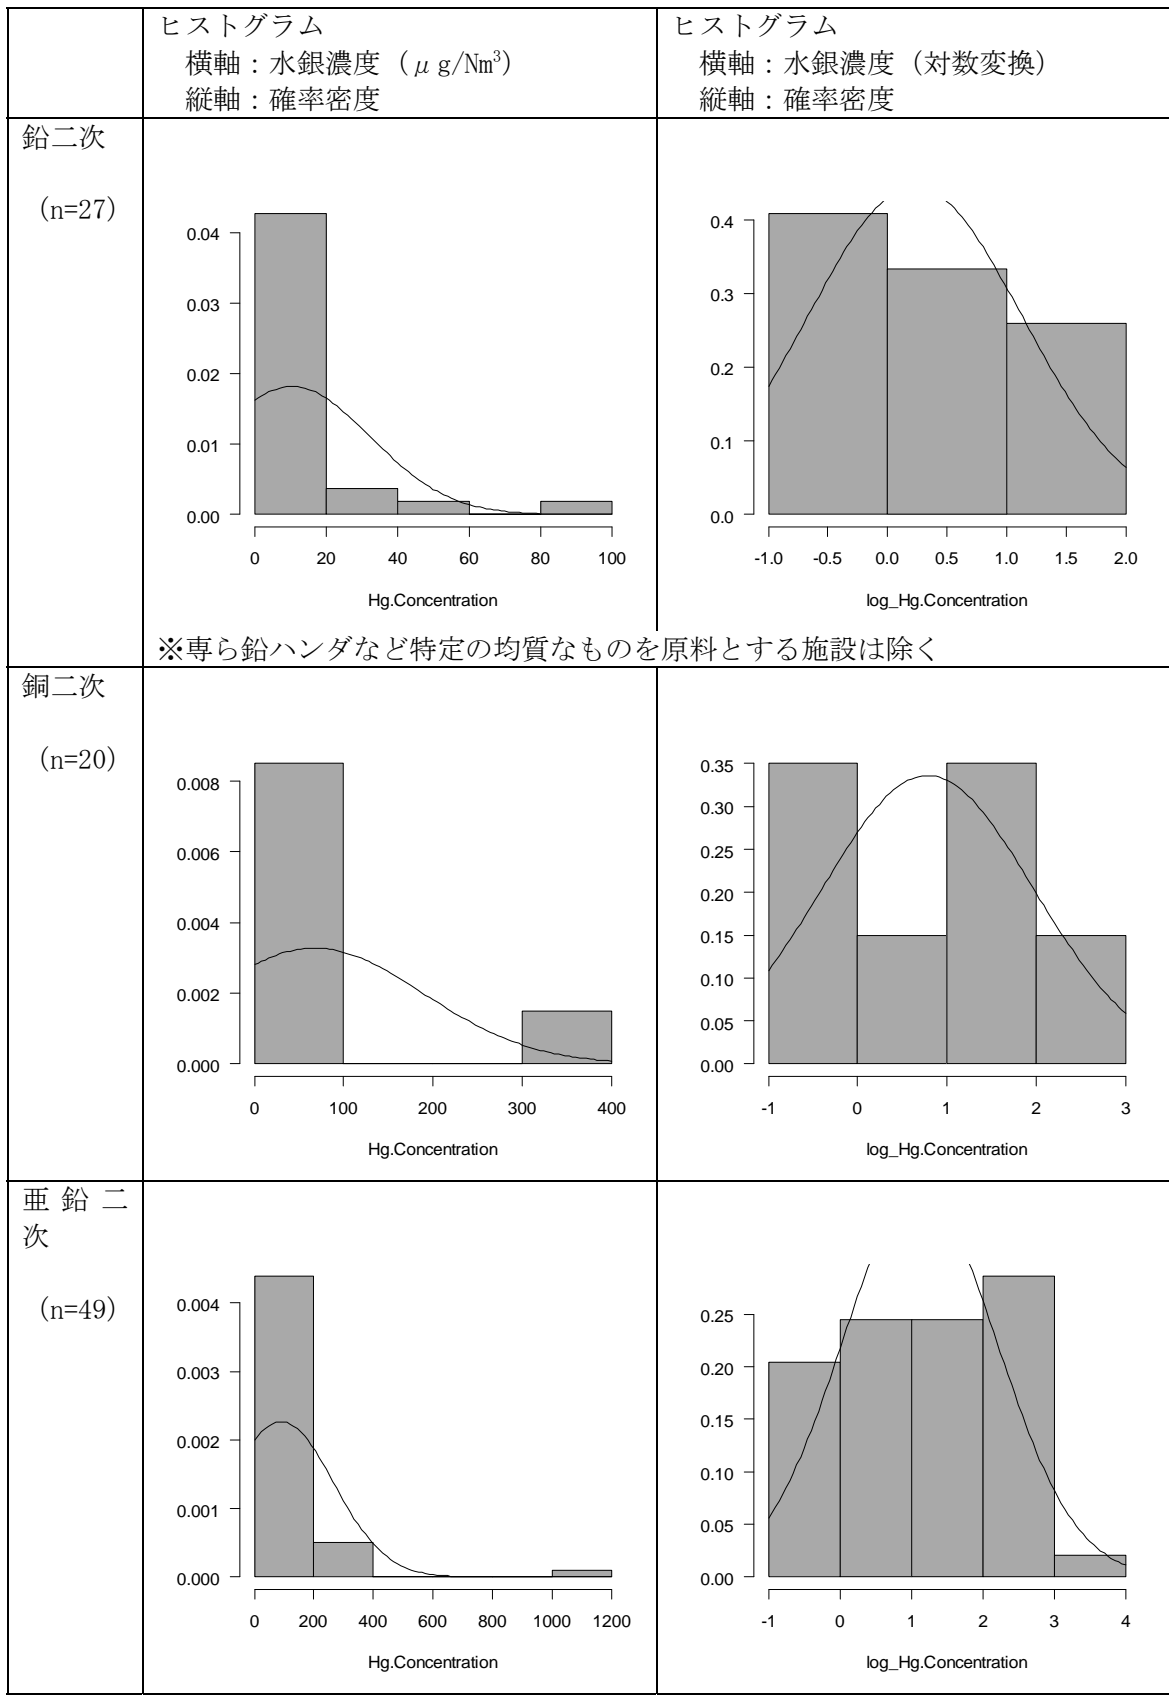 ヒストグラム
横軸：水銀濃度（μg/Nm³）
縦軸：確率密度
ヒストグラム
横軸：水銀濃度（対数変換）
縦軸：確率密度
鉛二次
（n=27）
0.04
0.03
0.02
0.01
0.00
0 20 40 60 80 100
Hg.Concentration
0.4
0.3
0.2
0.1
0.0
-1.0 -0.5 0.0 0.5 1.0 1.5 2.0
log_Hg.Concentration
※専ら鉛ハンダなど特定の均質なものを原料とする施設は除く
銅二次
（n=20）
0.008
0.006
0.004
0.002
0.000
0 100 200 300 400
Hg.Concentration
0.35
0.30
0.25
0.20
0.15
0.10
0.05
0.00
-1 0 1 2 3
log_Hg.Concentration
亜鉛二
次
（n=49）
0.004
0.003
0.002
0.001
0.000
0 200 400 600 800 1000 1200
Hg.Concentration
0.25
0.20
0.15
0.10
0.05
0.00
-1 0 1 2 3 4
log_Hg.Concentration